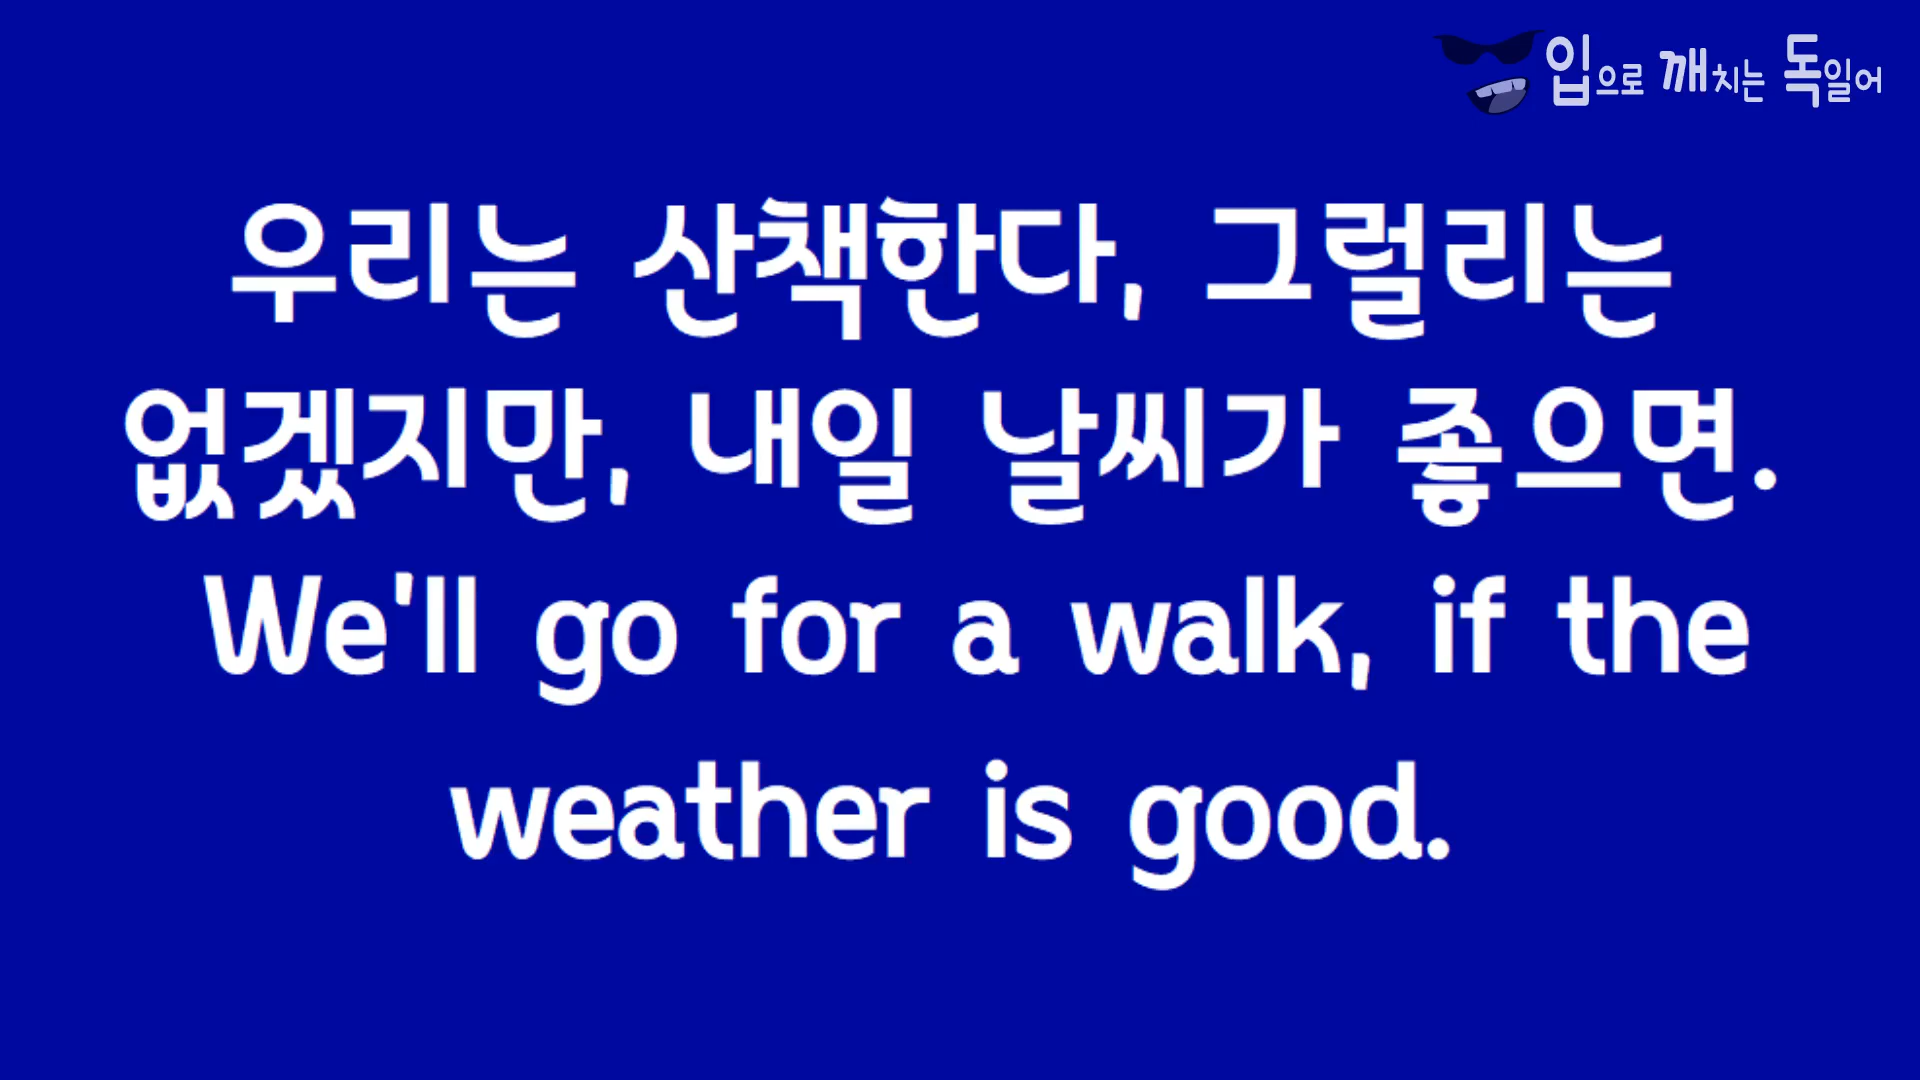 입으로 깨치는 독일어
우리는 산책한다, 그럴리는
없겠지만, 내일 날씨가 좋으면.
We'll go for a walk, if the
weather is good.